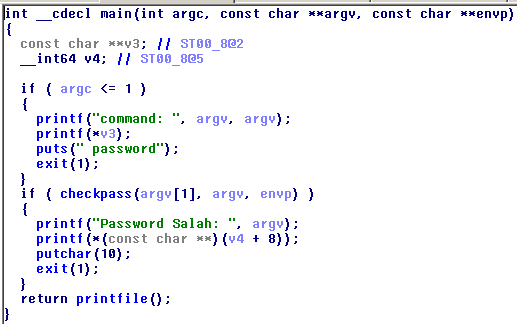 int __cdecl main(int argc, const char **argv, const char **envp)
{
  const char **v3; // ST00_8@2
  __int64 v4; // ST00_8@5

  if ( argc <= 1 )
  {
    printf("command: ", argv, argv);
    printf(*v3);
    puts(" password");
    exit(1);
  }
  if ( checkpass(argv[1], argv, envp) )
  {
    printf("Password Salah: ", argv);
    printf(*(const char **)(v4 + 8));
    putchar(10);
    exit(1);
  }
  return printfile();
}